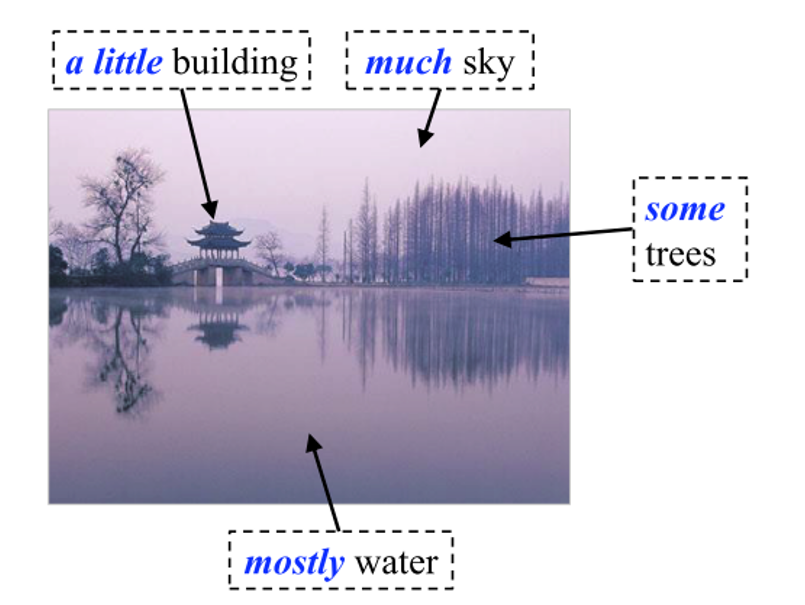 a little building
much sky
some
trees
mostly water